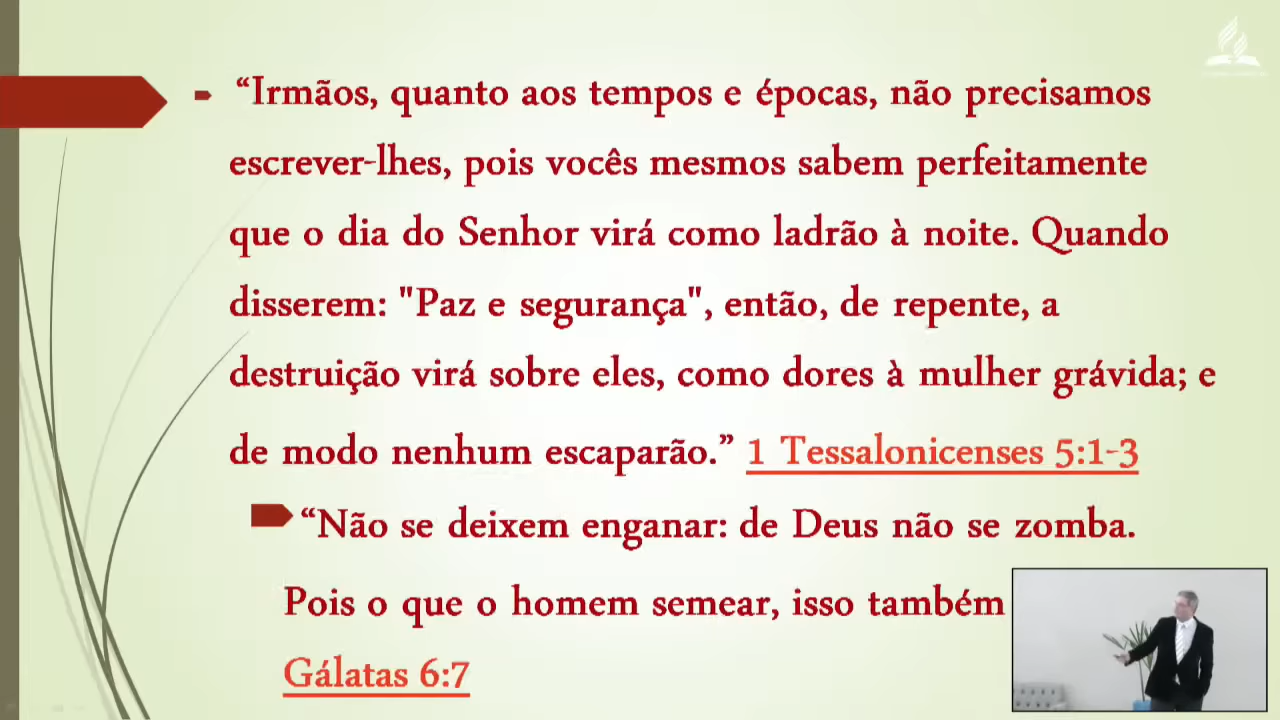 “Irmãos, quanto aos tempos e épocas, não precisamos
escrever-lhes, pois vocês mesmos sabem perfeitamente
que o dia do Senhor virá como ladrão à noite. Quando
disserem: "Paz e segurança", então, de repente, a
destruição virá sobre eles, como dores à mulher grávida; e
de modo nenhum escaparão.” 1 Tessalonicenses 5:1-3
“Não se deixem enganar: de Deus não se zomba.
Pois o que o homem semear, isso também
Gálatas 6:7